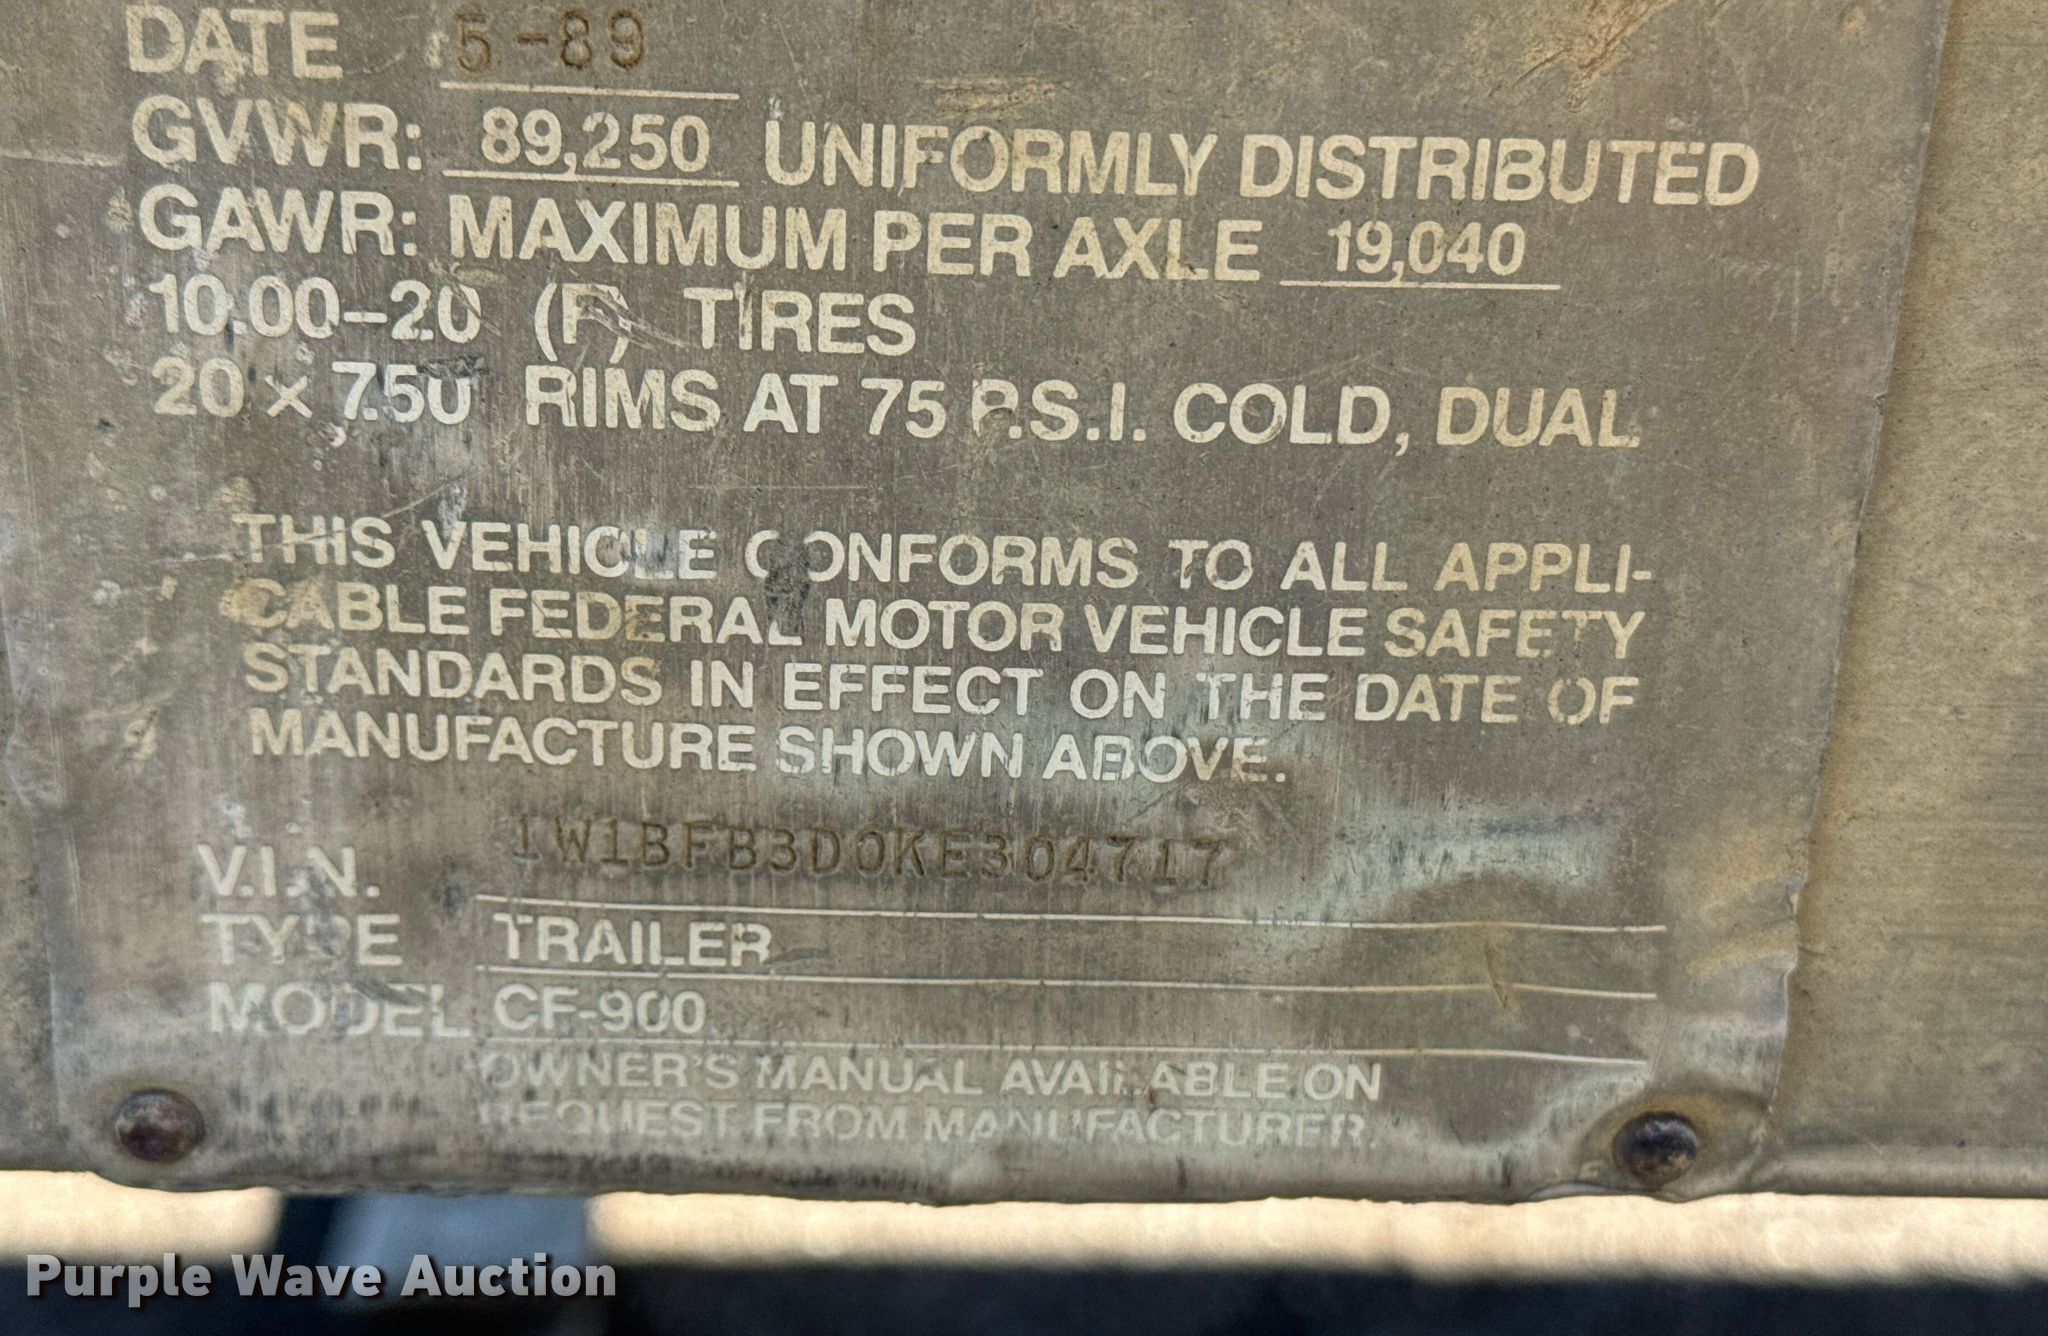 DATE 5-89
GVWR: 89,250 UNIFORMLY DISTRIBUTED
GAWR: MAXIMUM PER AXLE 19,040
10.00-20 (F) TIRES
20 x 7.50 RIMS AT 75 P.S.I. COLD, DUAL
THIS VEHICLE CONFORMS TO ALL APPLI-
CABLE FEDERAL MOTOR VEHICLE SAFETY
STANDARDS IN EFFECT ON THE DATE OF
MANUFACTURE SHOWN ABOVE.
V.I.N. 1W1BFB3D0KE304717
TYPE TRAILER
MODEL CF-900
OWNER'S MANUAL AVAILABLE ON
REQUEST FROM MANUFACTURER.
Purple Wave Auction